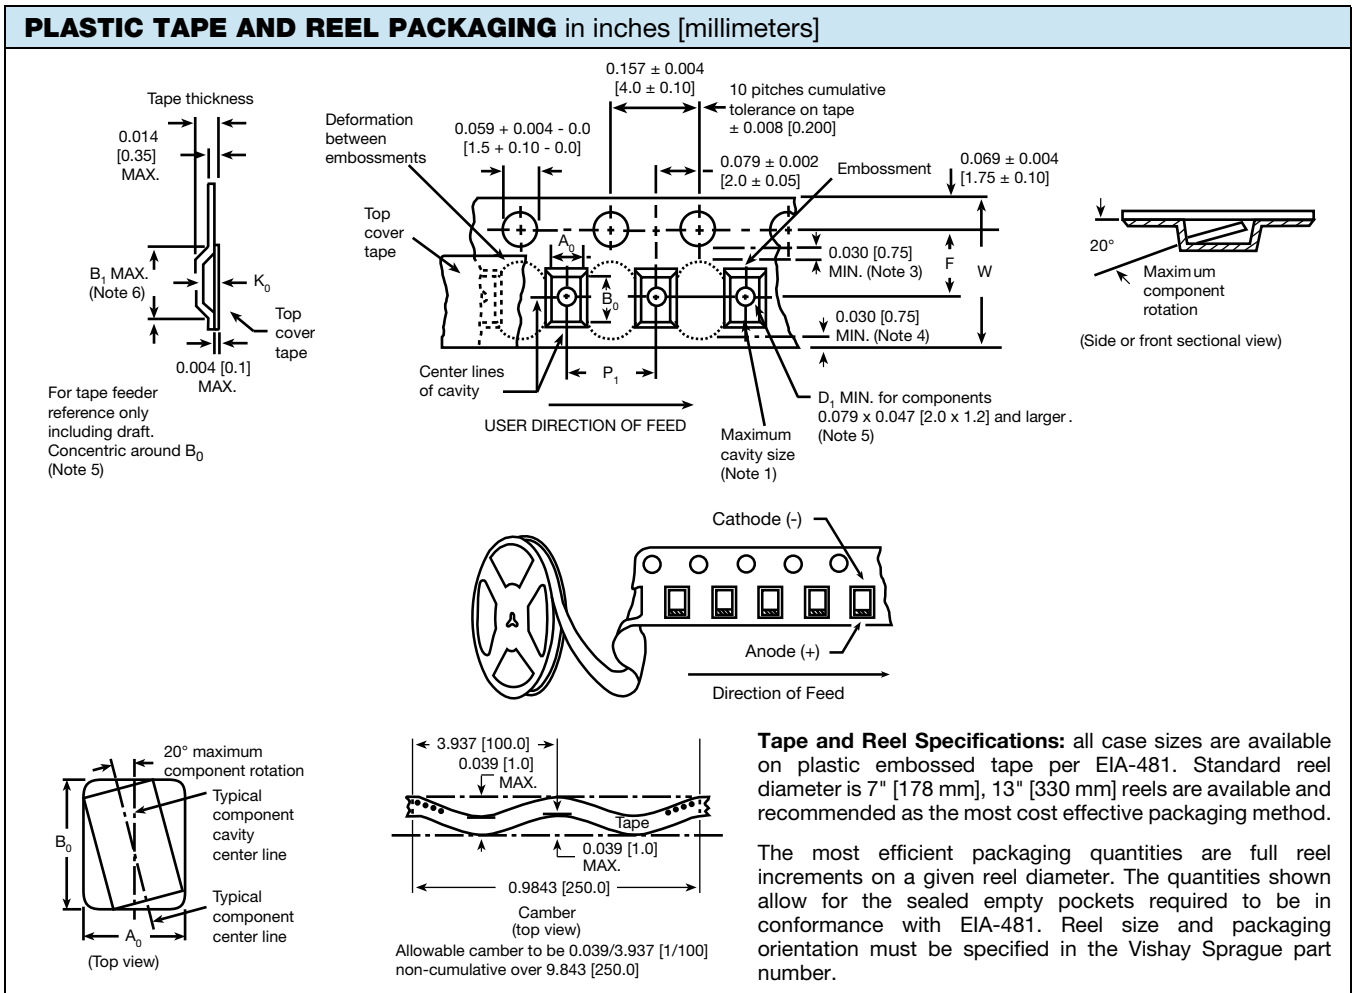 PLASTIC TAPE AND REEL PACKAGING in inches [millimeters]
Tape thickness
0.014
[0.35]
MAX.
B1 MAX.
(Note 6)
K0
Top
cover
tape
0.004 [0.1]
MAX.
For tape feeder
reference only
including draft.
Concentric around B0
(Note 5)
Deformation
between
embossments
Top
cover
tape
0.059 + 0.004 - 0.0
[1.5 + 0.10 - 0.0]
0.157 ± 0.004
[4.0 ± 0.10]
10 pitches cumulative
tolerance on tape
± 0.008 [0.200]
0.079 ± 0.002
[2.0 ± 0.05]
Embossment
0.069 ± 0.004
[1.75 ± 0.10]
A0
B0
0.030 [0.75]
MIN. (Note 3)
F
W
0.030 [0.75]
MIN. (Note 4)
Center lines
of cavity
P1
USER DIRECTION OF FEED
Maximum
cavity size
(Note 1)
D1 MIN. for components
0.079 x 0.047 [2.0 x 1.2] and larger.
(Note 5)
20°
Maximum
component
rotation
(Side or front sectional view)
Cathode (-)
Anode (+)
Direction of Feed
20° maximum
component rotation
Typical
component
cavity
center line
B0
Typical
component
center line
A0
(Top view)
3.937 [100.0]
0.039 [1.0]
MAX.
Tape
0.039 [1.0]
MAX.
0.9843 [250.0]
Camber
(top view)
Allowable camber to be 0.039/3.937 [1/100]
non-cumulative over 9.843 [250.0]
Tape and Reel Specifications: all case sizes are available
on plastic embossed tape per EIA-481. Standard reel
diameter is 7" [178 mm], 13" [330 mm] reels are available and
recommended as the most cost effective packaging method.
The most efficient packaging quantities are full reel
increments on a given reel diameter. The quantities shown
allow for the sealed empty pockets required to be in
conformance with EIA-481. Reel size and packaging
orientation must be specified in the Vishay Sprague part
number.